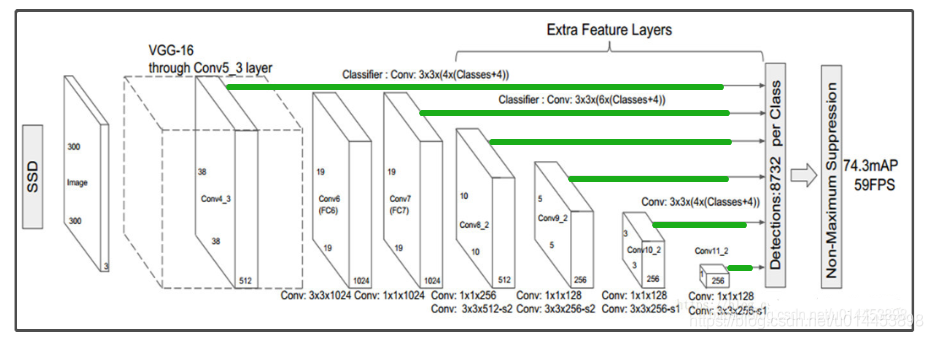 Extra Feature Layers
VGG-16
through Conv5_3 layer
Classifier : Conv: 3x3x(4x(Classes+4))
Classifier : Conv: 3x3x(6x(Classes+4))
SSD
300
Image
300
3
38
Conv4_3
38
512
19
Conv6
(FC6)
19
1024
19
Conv7
(FC7)
19
1024
10
Conv8_2
10
512
5
Conv9_2
5
256
Conv: 3x3x(4x(Classes+4))
3
Conv10_2
3
256
Conv11_2
1
256
Detections:8732 per Class
Non-Maximum Suppression
74.3mAP
59FPS
Conv: 3x3x1024
Conv: 1x1x1024
Conv: 1x1x256
Conv: 3x3x512-s2
Conv: 1x1x128
Conv: 3x3x256-s2
Conv: 1x1x128
Conv: 3x3x256-s1
Conv: 1x1x128
Conv: 3x3x256-s1